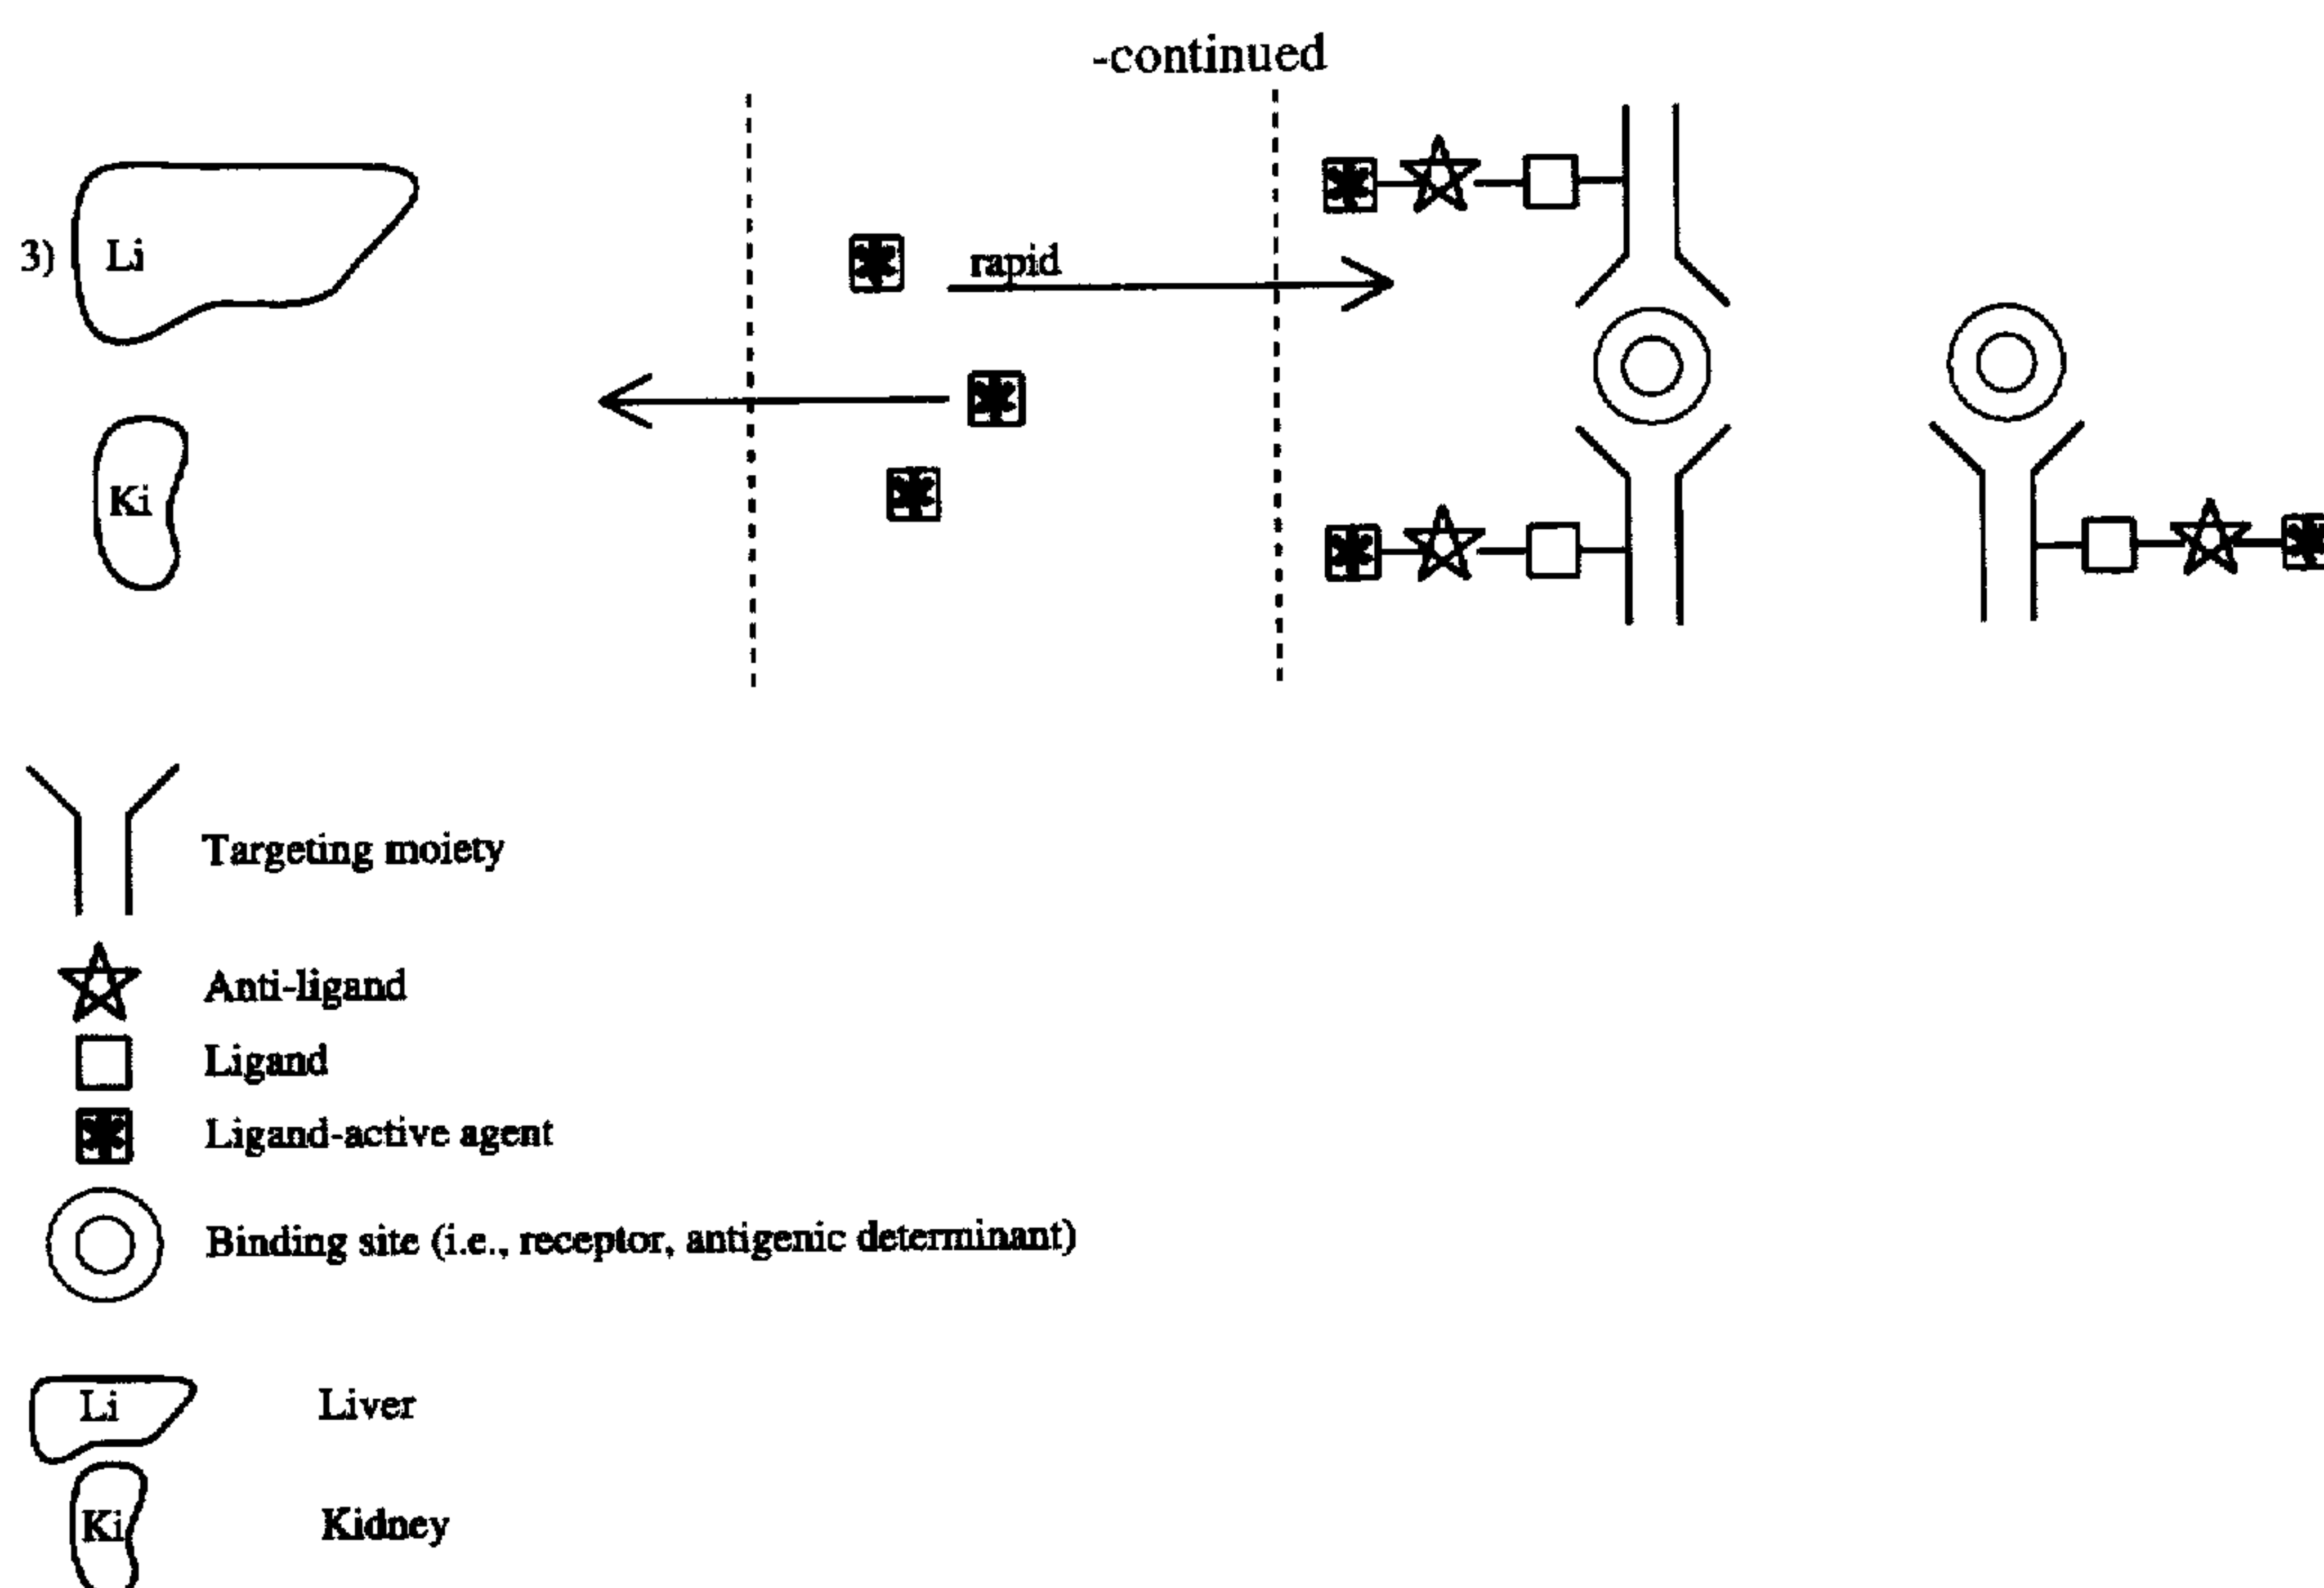 -continued
3)
Li
rapid
Ki
Targeting moiety
Anti-ligand
Ligand
Ligand-active agent
Binding site (i.e., receptor, antigenic determinant)
Li Liver
Ki Kidney